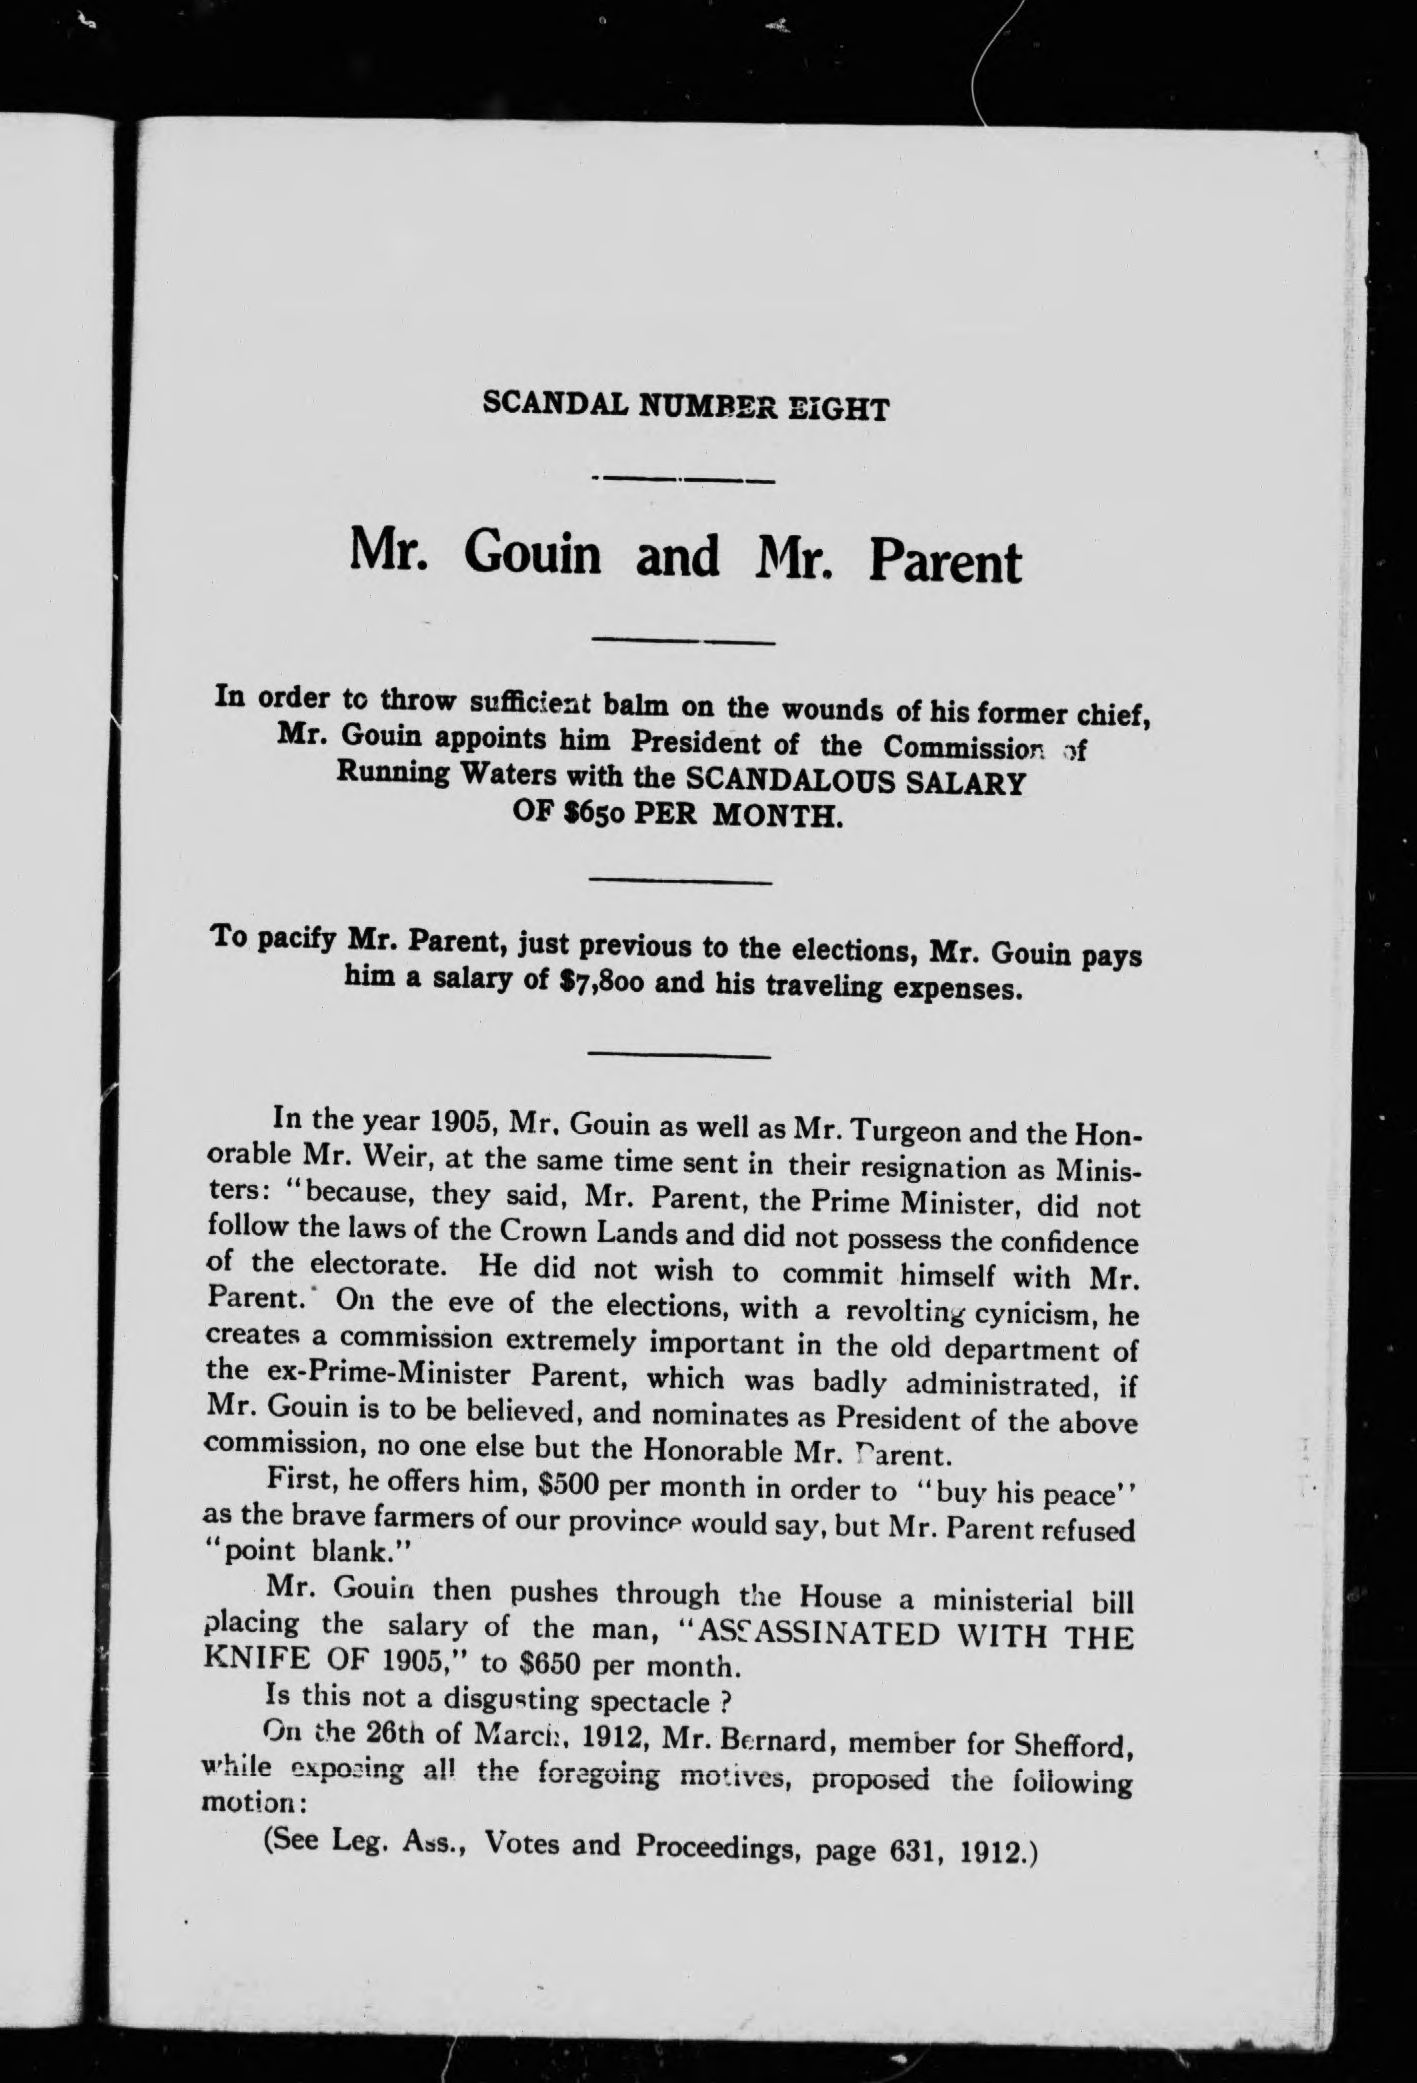 SCANDAL NUMBER EIGHT
Mr. Gouin and Mr. Parent
In order to throw sufficient balm on the wounds of his former chief,
Mr. Gouin appoints him President of the Commission of
Running Waters with the SCANDALOUS SALARY
OF $650 PER MONTH.
To pacify Mr. Parent, just previous to the elections, Mr. Gouin pays
him a salary of $7,800 and his traveling expenses.
In the year 1905, Mr. Gouin as well as Mr. Turgeon and the Hon-
orable Mr. Weir, at the same time sent in their resignation as Minis-
ters: "because, they said, Mr. Parent, the Prime Minister, did not
follow the laws of the Crown Lands and did not possess the confidence
of the electorate. He did not wish to commit himself with Mr.
Parent. On the eve of the elections, with a revolting cynicism, he
creates a commission extremely important in the old department of
the ex-Prime-Minister Parent, which was badly administrated, if
Mr. Gouin is to be believed, and nominates as President of the above
commission, no one else but the Honorable Mr. Parent.
First, he offers him, $500 per month in order to "buy his peace"
as the brave farmers of our province would say, but Mr. Parent refused
"point blank."
Mr. Gouin then pushes through the House a ministerial bill
placing the salary of the man, "ASSASSINATED WITH THE
KNIFE OF 1905," to $650 per month.
Is this not a disgusting spectacle ?
On the 26th of March, 1912, Mr. Bernard, member for Shefford,
while exposing all the foregoing motives, proposed the following
motion:
(See Leg. Ass., Votes and Proceedings, page 631, 1912.)